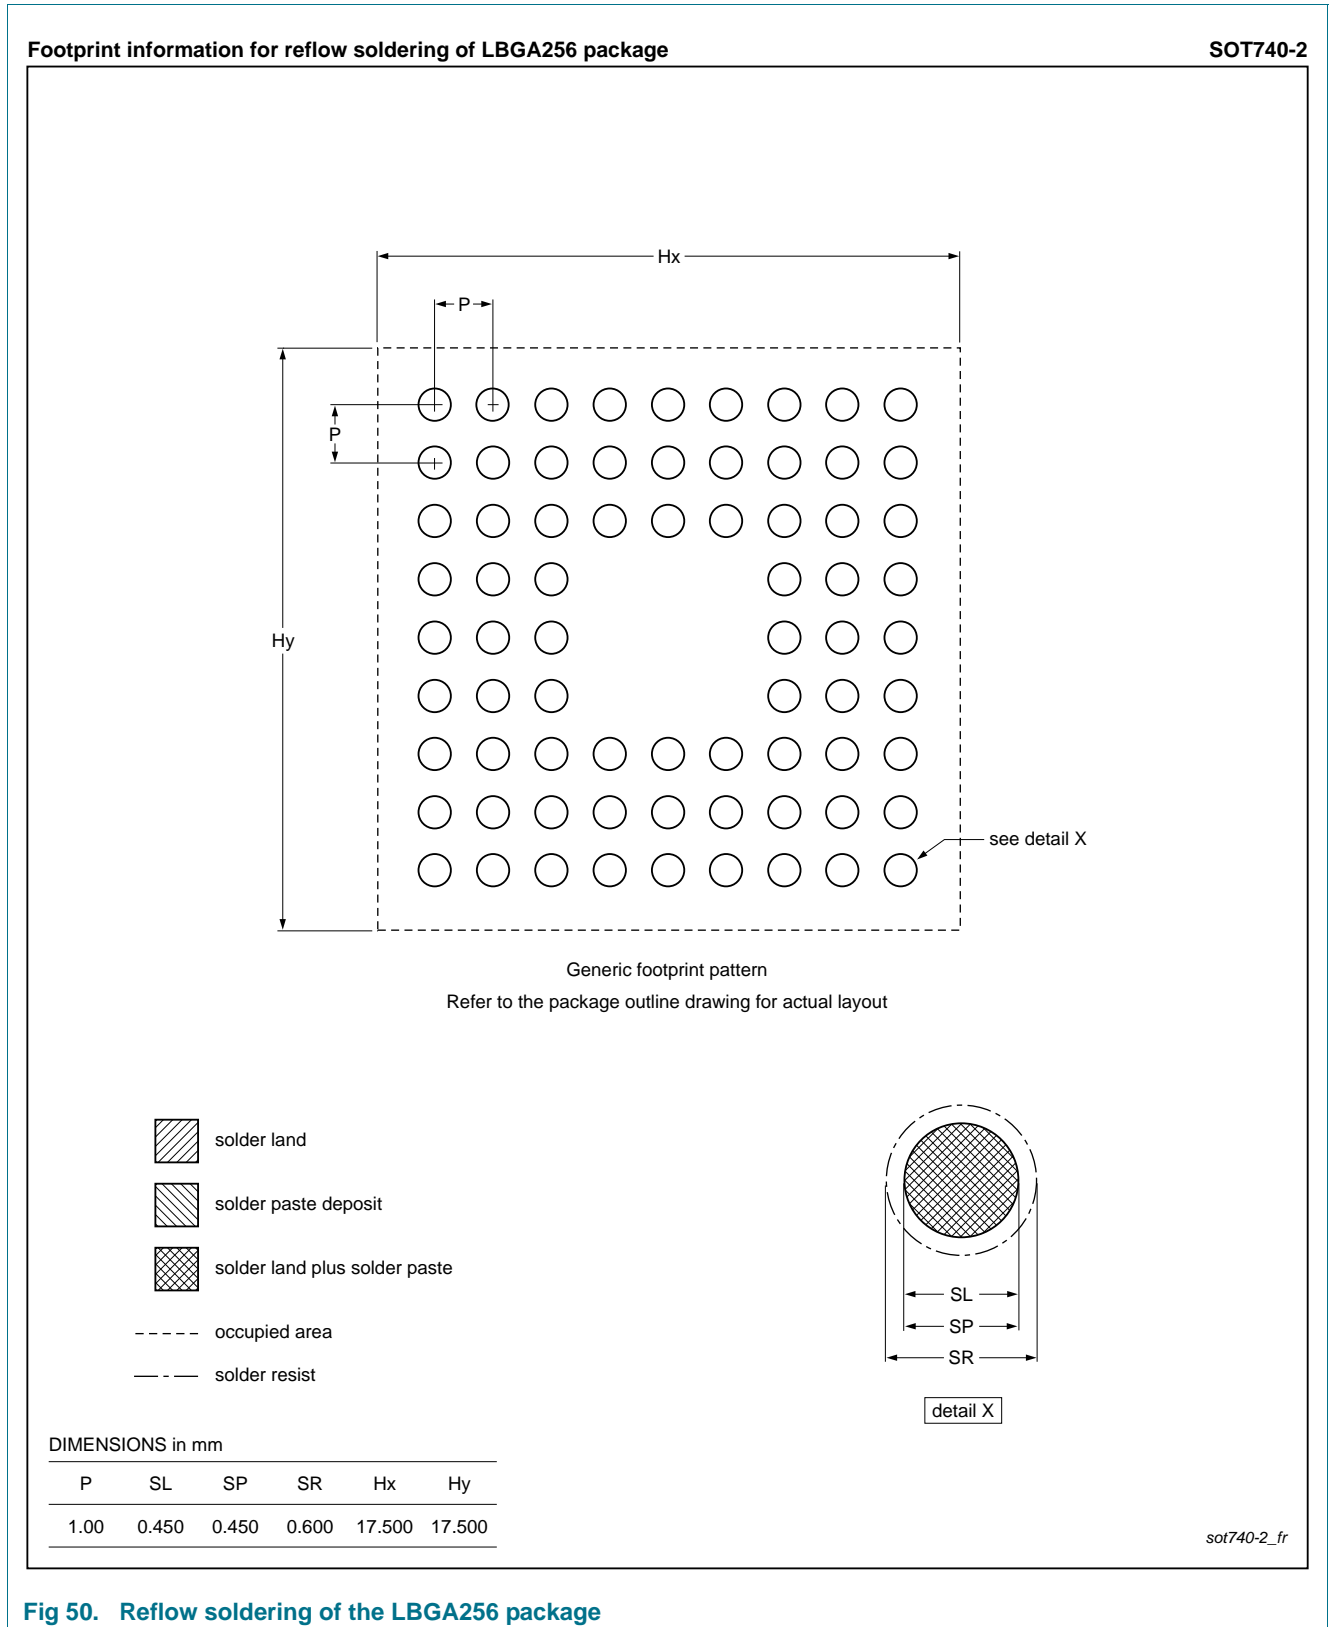 Footprint information for reflow soldering of LBGA256 package SOT740-2
Hx
P
P
Hy
see detail X
Generic footprint pattern
Refer to the package outline drawing for actual layout
solder land
solder paste deposit
solder land plus solder paste
occupied area
solder resist
SL
SP
SR
detail X
DIMENSIONS in mm
P SL SP SR Hx Hy
1.00 0.450 0.450 0.600 17.500 17.500
sot740-2_fr
Fig 50. Reflow soldering of the LBGA256 package